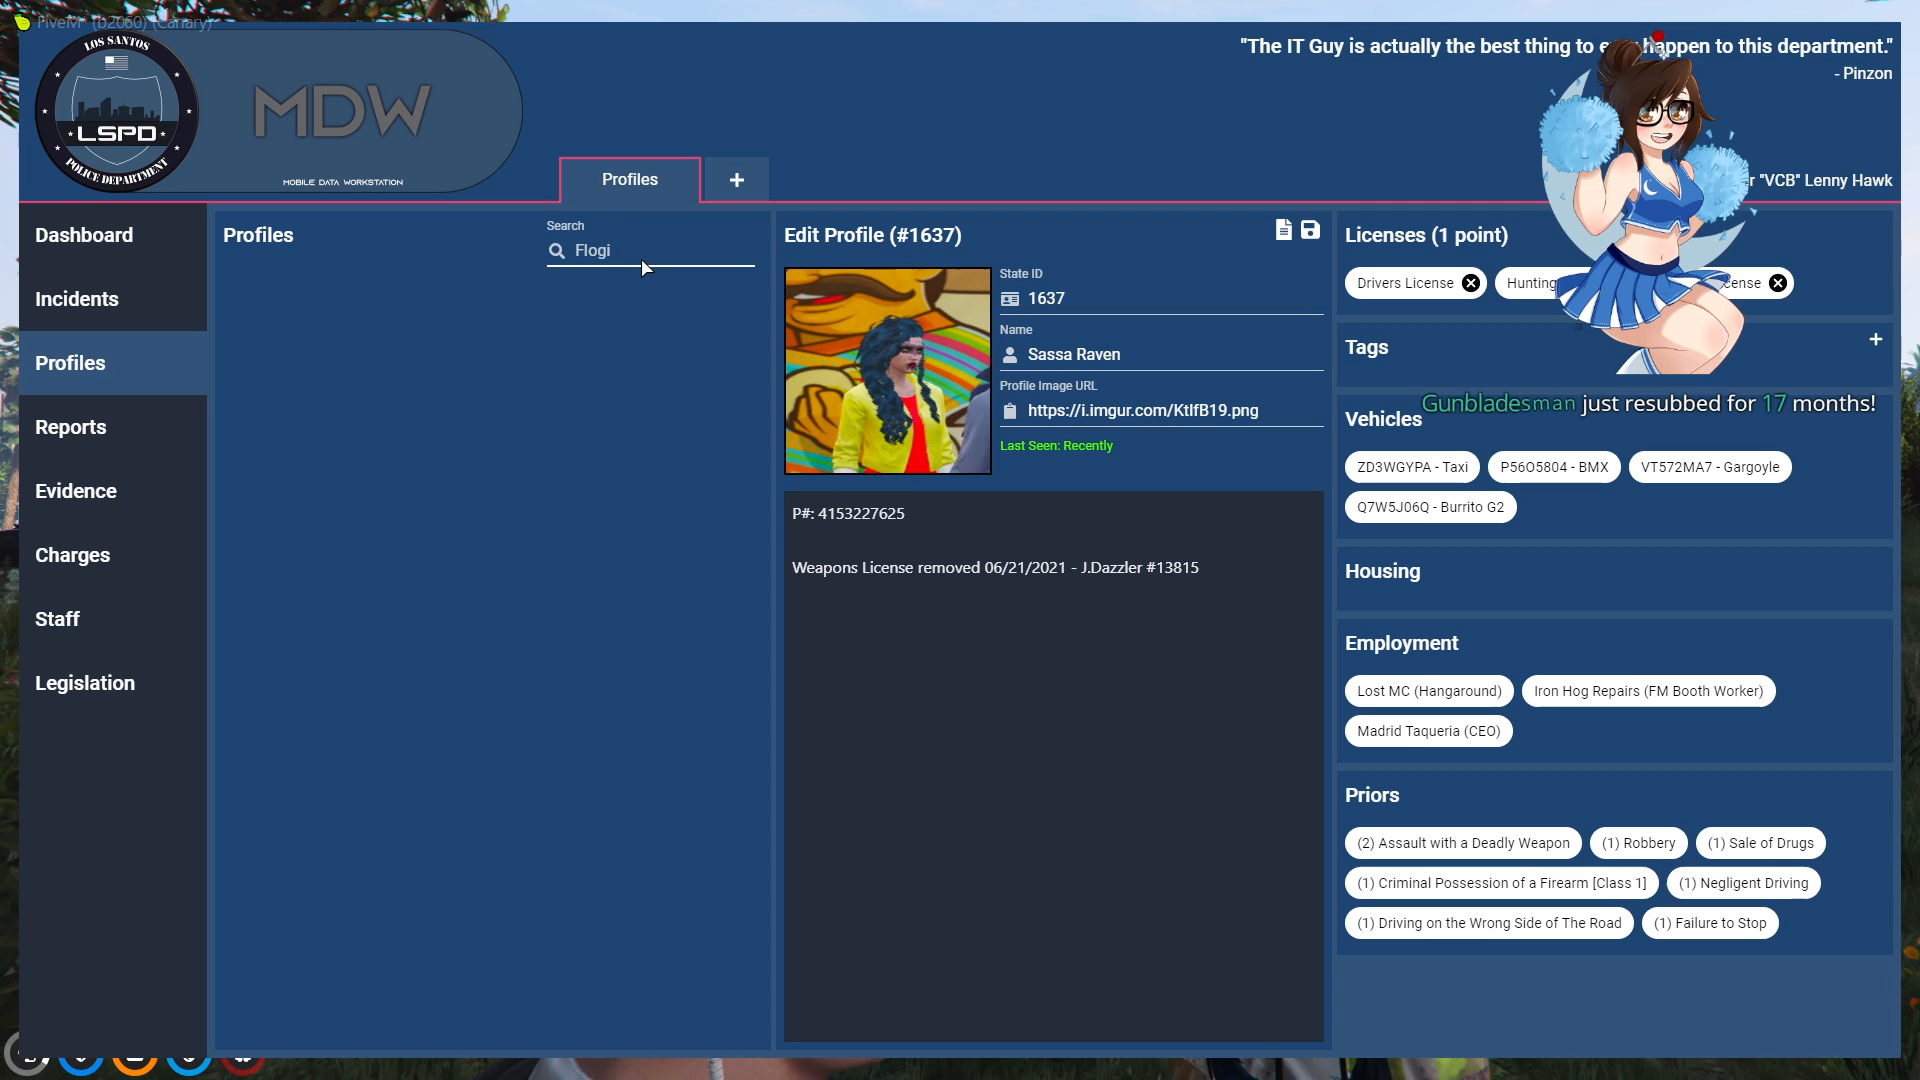 FiveM® (b2060) (Canary)
LOS SANTOS
LSPD
POLICE DEPARTMENT
MDW
MOBILE DATA WORKSTATION
"The IT Guy is actually the best thing to happen to this department."
- Pinzon
"VCB" Lenny Hawk
Profiles
+
Dashboard
Incidents
Profiles
Reports
Evidence
Charges
Staff
Legislation
Profiles
Search
Flogi
Edit Profile (#1637)
State ID
1637
Name
Sassa Raven
Profile Image URL
https://i.imgur.com/KtIfB19.png
Last Seen: Recently
P#: 4153227625
Weapons License removed 06/21/2021 - J.Dazzler #13815
Licenses (1 point)
Drivers License
Hunting
Tags
Gunbladesman just resubbed for 17 months!
Vehicles
ZD3WGYPA - Taxi
P56O5804 - BMX
VT572MA7 - Gargoyle
Q7W5J06Q - Burrito G2
Housing
Employment
Lost MC (Hangaround)
Iron Hog Repairs (FM Booth Worker)
Madrid Taqueria (CEO)
Priors
(2) Assault with a Deadly Weapon
(1) Robbery
(1) Sale of Drugs
(1) Criminal Possession of a Firearm [Class 1]
(1) Negligent Driving
(1) Driving on the Wrong Side of The Road
(1) Failure to Stop